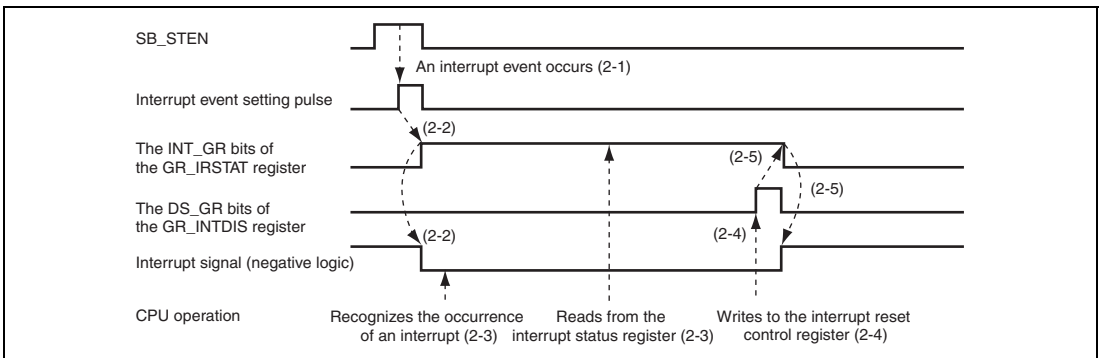 SB_STEN
An interrupt event occurs (2-1)
Interrupt event setting pulse
(2-2)
The INT_GR bits of
the GR_IRSTAT register
(2-5)
(2-5)
The DS_GR bits of
the GR_INTDIS register
(2-2)
(2-4)
Interrupt signal (negative logic)
CPU operation
Recognizes the occurrence
of an interrupt (2-3)
Reads from the
interrupt status register (2-3)
Writes to the interrupt reset
control register (2-4)